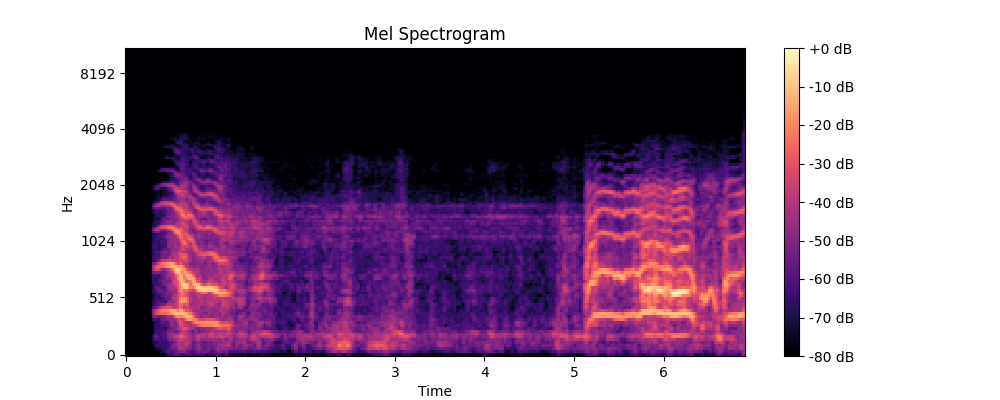 Mel Spectrogram
8192
4096
2048
1024
512
0
Hz
0 1 2 3 4 5 6
Time
+0 dB
-10 dB
-20 dB
-30 dB
-40 dB
-50 dB
-60 dB
-70 dB
-80 dB